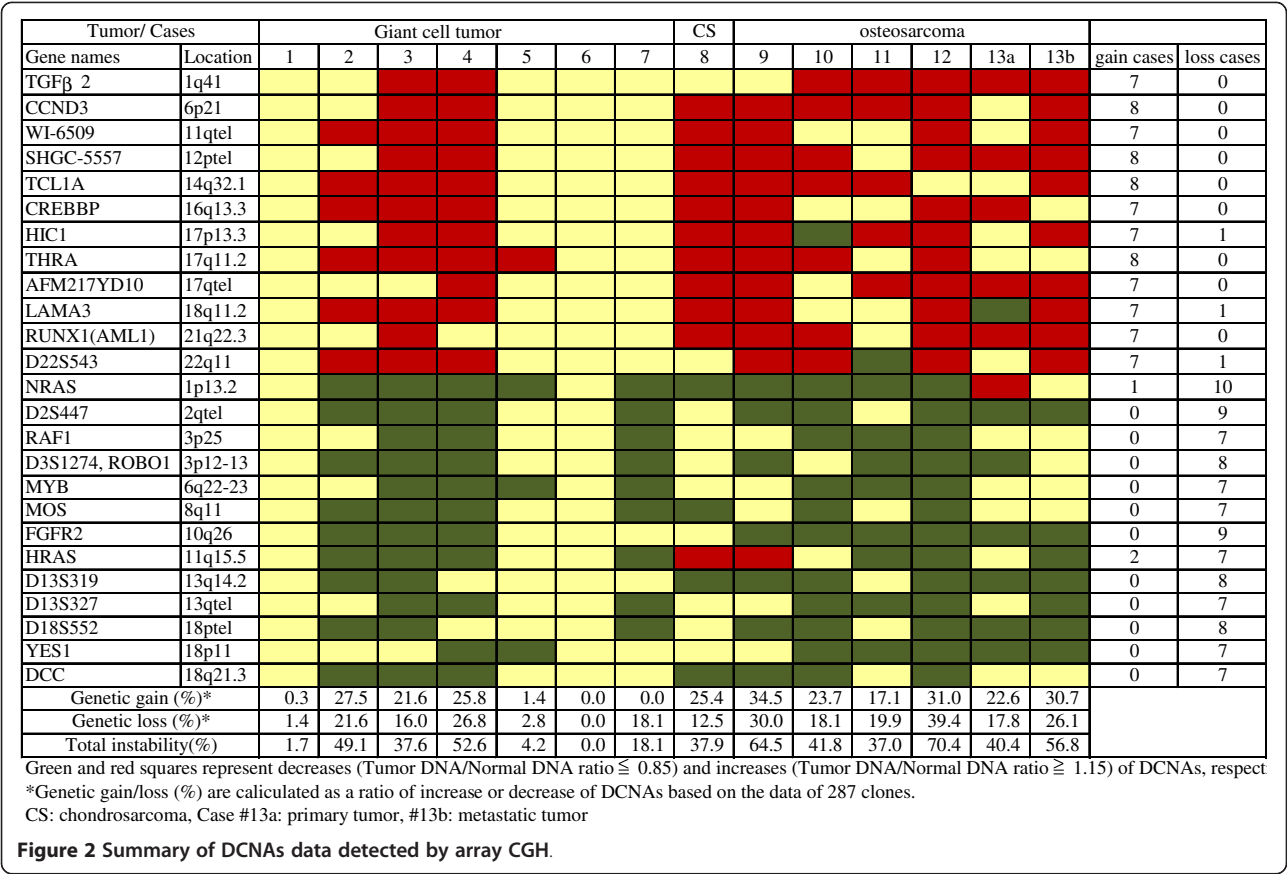 Tumor/ Cases Giant cell tumor CS osteosarcoma
Gene names Location 1 2 3 4 5 6 7 8 9 10 11 12 13a 13b gain cases loss cases
TGFβ 2 1q41 7 0
CCND3 6p21 8 0
WI-6509 11qtel 7 0
SHGC-5557 12ptel 8 0
TCL1A 14q32.1 8 0
CREBBP 16q13.3 7 0
HIC1 17p13.3 7 1
THRA 17q11.2 8 0
AFM217YD10 17qtel 7 0
LAMA3 18q11.2 7 1
RUNX1(AML1) 21q22.3 7 0
D22S543 22q11 7 1
NRAS 1p13.2 1 10
D2S447 2qtel 0 9
RAF1 3p25 0 7
D3S1274, ROBO1 3p12-13 0 8
MYB 6q22-23 0 7
MOS 8q11 0 7
FGFR2 10q26 0 9
HRAS 11q15.5 2 7
D13S319 13q14.2 0 8
D13S327 13qtel 0 7
D18S552 18ptel 0 8
YES1 18p11 0 7
DCC 18q21.3 0 7
Genetic gain (%)* 0.3 27.5 21.6 25.8 1.4 0.0 0.0 25.4 34.5 23.7 17.1 31.0 22.6 30.7
Genetic loss (%)* 1.4 21.6 16.0 26.8 2.8 0.0 18.1 12.5 30.0 18.1 19.9 39.4 17.8 26.1
Total instability(%) 1.7 49.1 37.6 52.6 4.2 0.0 18.1 37.9 64.5 41.8 37.0 70.4 40.4 56.8
Green and red squares represent decreases (Tumor DNA/Normal DNA ratio ≦ 0.85) and increases (Tumor DNA/Normal DNA ratio ≧ 1.15) of DCNAs, respect
*Genetic gain/loss (%) are caliculated as a ratio of increase or decrease of DCNAs based on the data of 287 clones.
CS: chondrosarcoma, Case #13a: primary tumor, #13b: metastatic tumor
Figure 2 Summary of DCNAs data detected by array CGH.